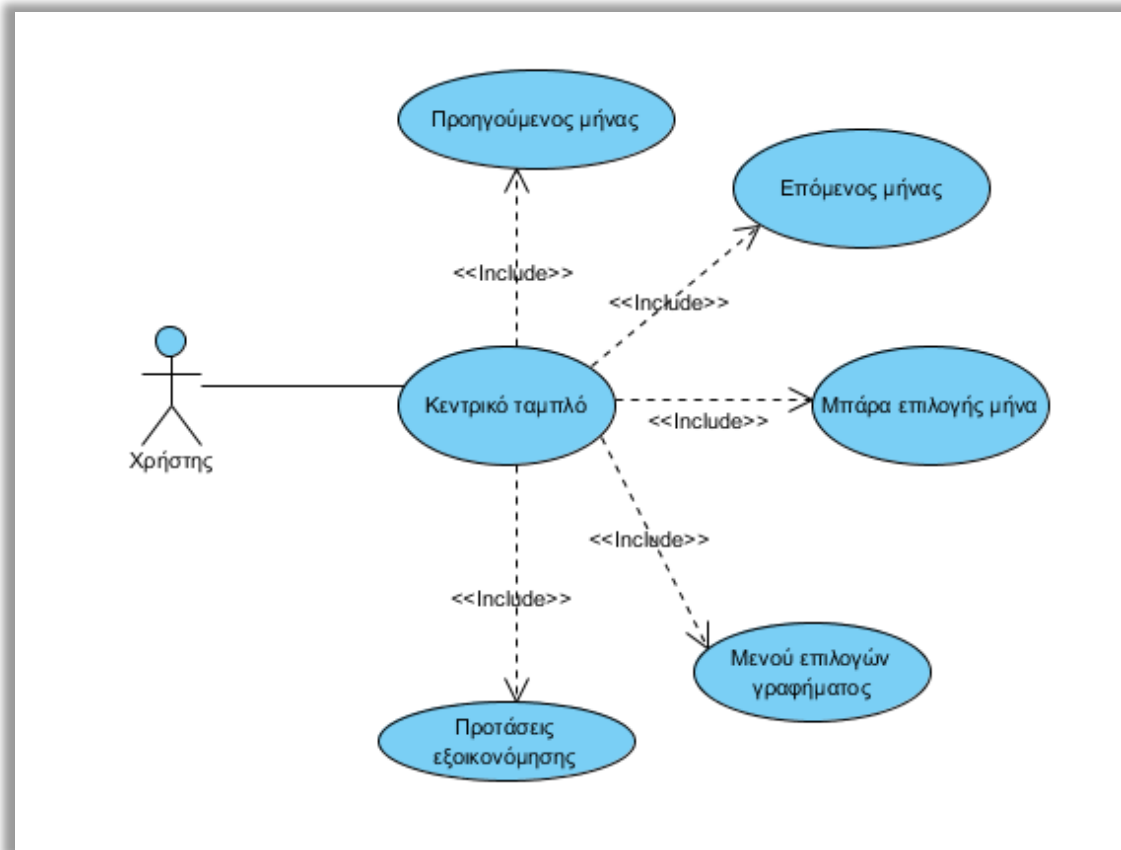 Προηγούμενος μήνας
Επόμενος μήνας
<<Include>>
<<Include>>
Κεντρικό ταμπλό
Μπάρα επιλογής μήνα
<<Include>>
Χρήστης
<<Include>>
<<Include>>
Μενού επιλογών
γραφήματος
Προτάσεις
εξοικονόμησης